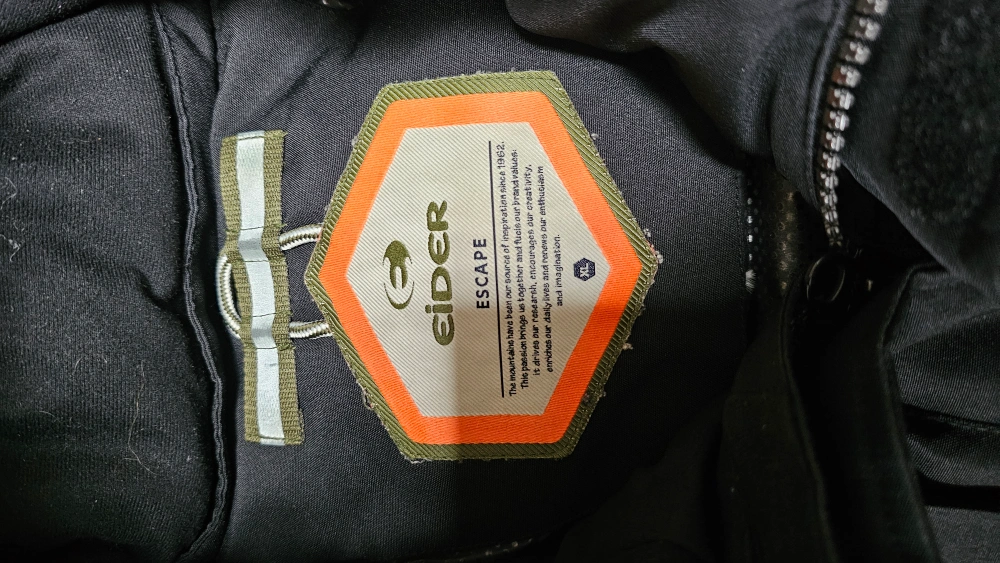 EiDER
ESCAPE
The mountains have been our source of inspiration since 1962.
This passion brings us together and fuels our brand values:
it drives our research, encourages our creativity,
enriches our daily lives and renews our enthusiasm
and imagination.
XL